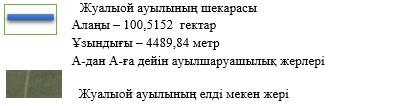 Жуалыой ауылының шекарасы
Алаңы – 100,5152 гектар
Ұзындығы – 4489,84 метр
А-дан А-ға дейін ауылшаруашылық жерлері
Жуалыой ауылының елді мекен жері